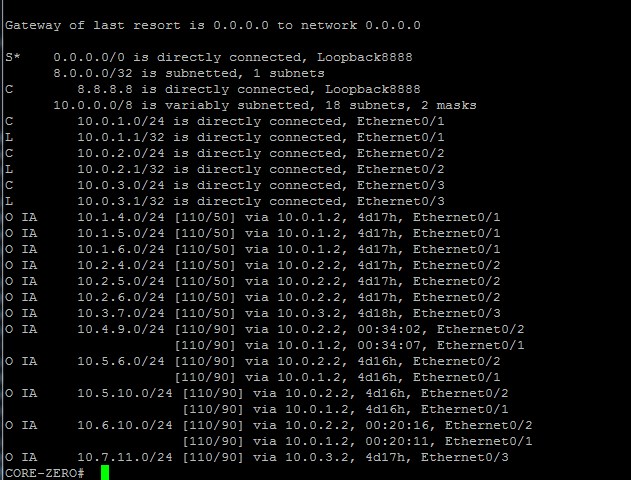 Gateway of last resort is 0.0.0.0 to network 0.0.0.0
S*    0.0.0.0/0 is directly connected, Loopback8888
      8.0.0.0/32 is subnetted, 1 subnets
C        8.8.8.8 is directly connected, Loopback8888
      10.0.0.0/8 is variably subnetted, 18 subnets, 2 masks
C        10.0.1.0/24 is directly connected, Ethernet0/1
L        10.0.1.1/32 is directly connected, Ethernet0/1
C        10.0.2.0/24 is directly connected, Ethernet0/2
L        10.0.2.1/32 is directly connected, Ethernet0/2
C        10.0.3.0/24 is directly connected, Ethernet0/3
L        10.0.3.1/32 is directly connected, Ethernet0/3
O IA     10.1.4.0/24 [110/50] via 10.0.1.2, 4d17h, Ethernet0/1
O IA     10.1.5.0/24 [110/50] via 10.0.1.2, 4d17h, Ethernet0/1
O IA     10.1.6.0/24 [110/50] via 10.0.1.2, 4d17h, Ethernet0/1
O IA     10.2.4.0/24 [110/50] via 10.0.2.2, 4d17h, Ethernet0/2
O IA     10.2.5.0/24 [110/50] via 10.0.2.2, 4d17h, Ethernet0/2
O IA     10.2.6.0/24 [110/50] via 10.0.2.2, 4d17h, Ethernet0/2
O IA     10.3.7.0/24 [110/50] via 10.0.3.2, 4d18h, Ethernet0/3
O IA     10.4.9.0/24 [110/90] via 10.0.2.2, 00:34:02, Ethernet0/2
                     [110/90] via 10.0.1.2, 00:34:07, Ethernet0/1
O IA     10.5.6.0/24 [110/90] via 10.0.2.2, 4d16h, Ethernet0/2
                     [110/90] via 10.0.1.2, 4d16h, Ethernet0/1
O IA     10.5.10.0/24 [110/90] via 10.0.2.2, 4d16h, Ethernet0/2
                      [110/90] via 10.0.1.2, 4d16h, Ethernet0/1
O IA     10.6.10.0/24 [110/90] via 10.0.2.2, 00:20:16, Ethernet0/2
                      [110/90] via 10.0.1.2, 00:20:11, Ethernet0/1
O IA     10.7.11.0/24 [110/90] via 10.0.3.2, 4d17h, Ethernet0/3
CORE-ZERO#